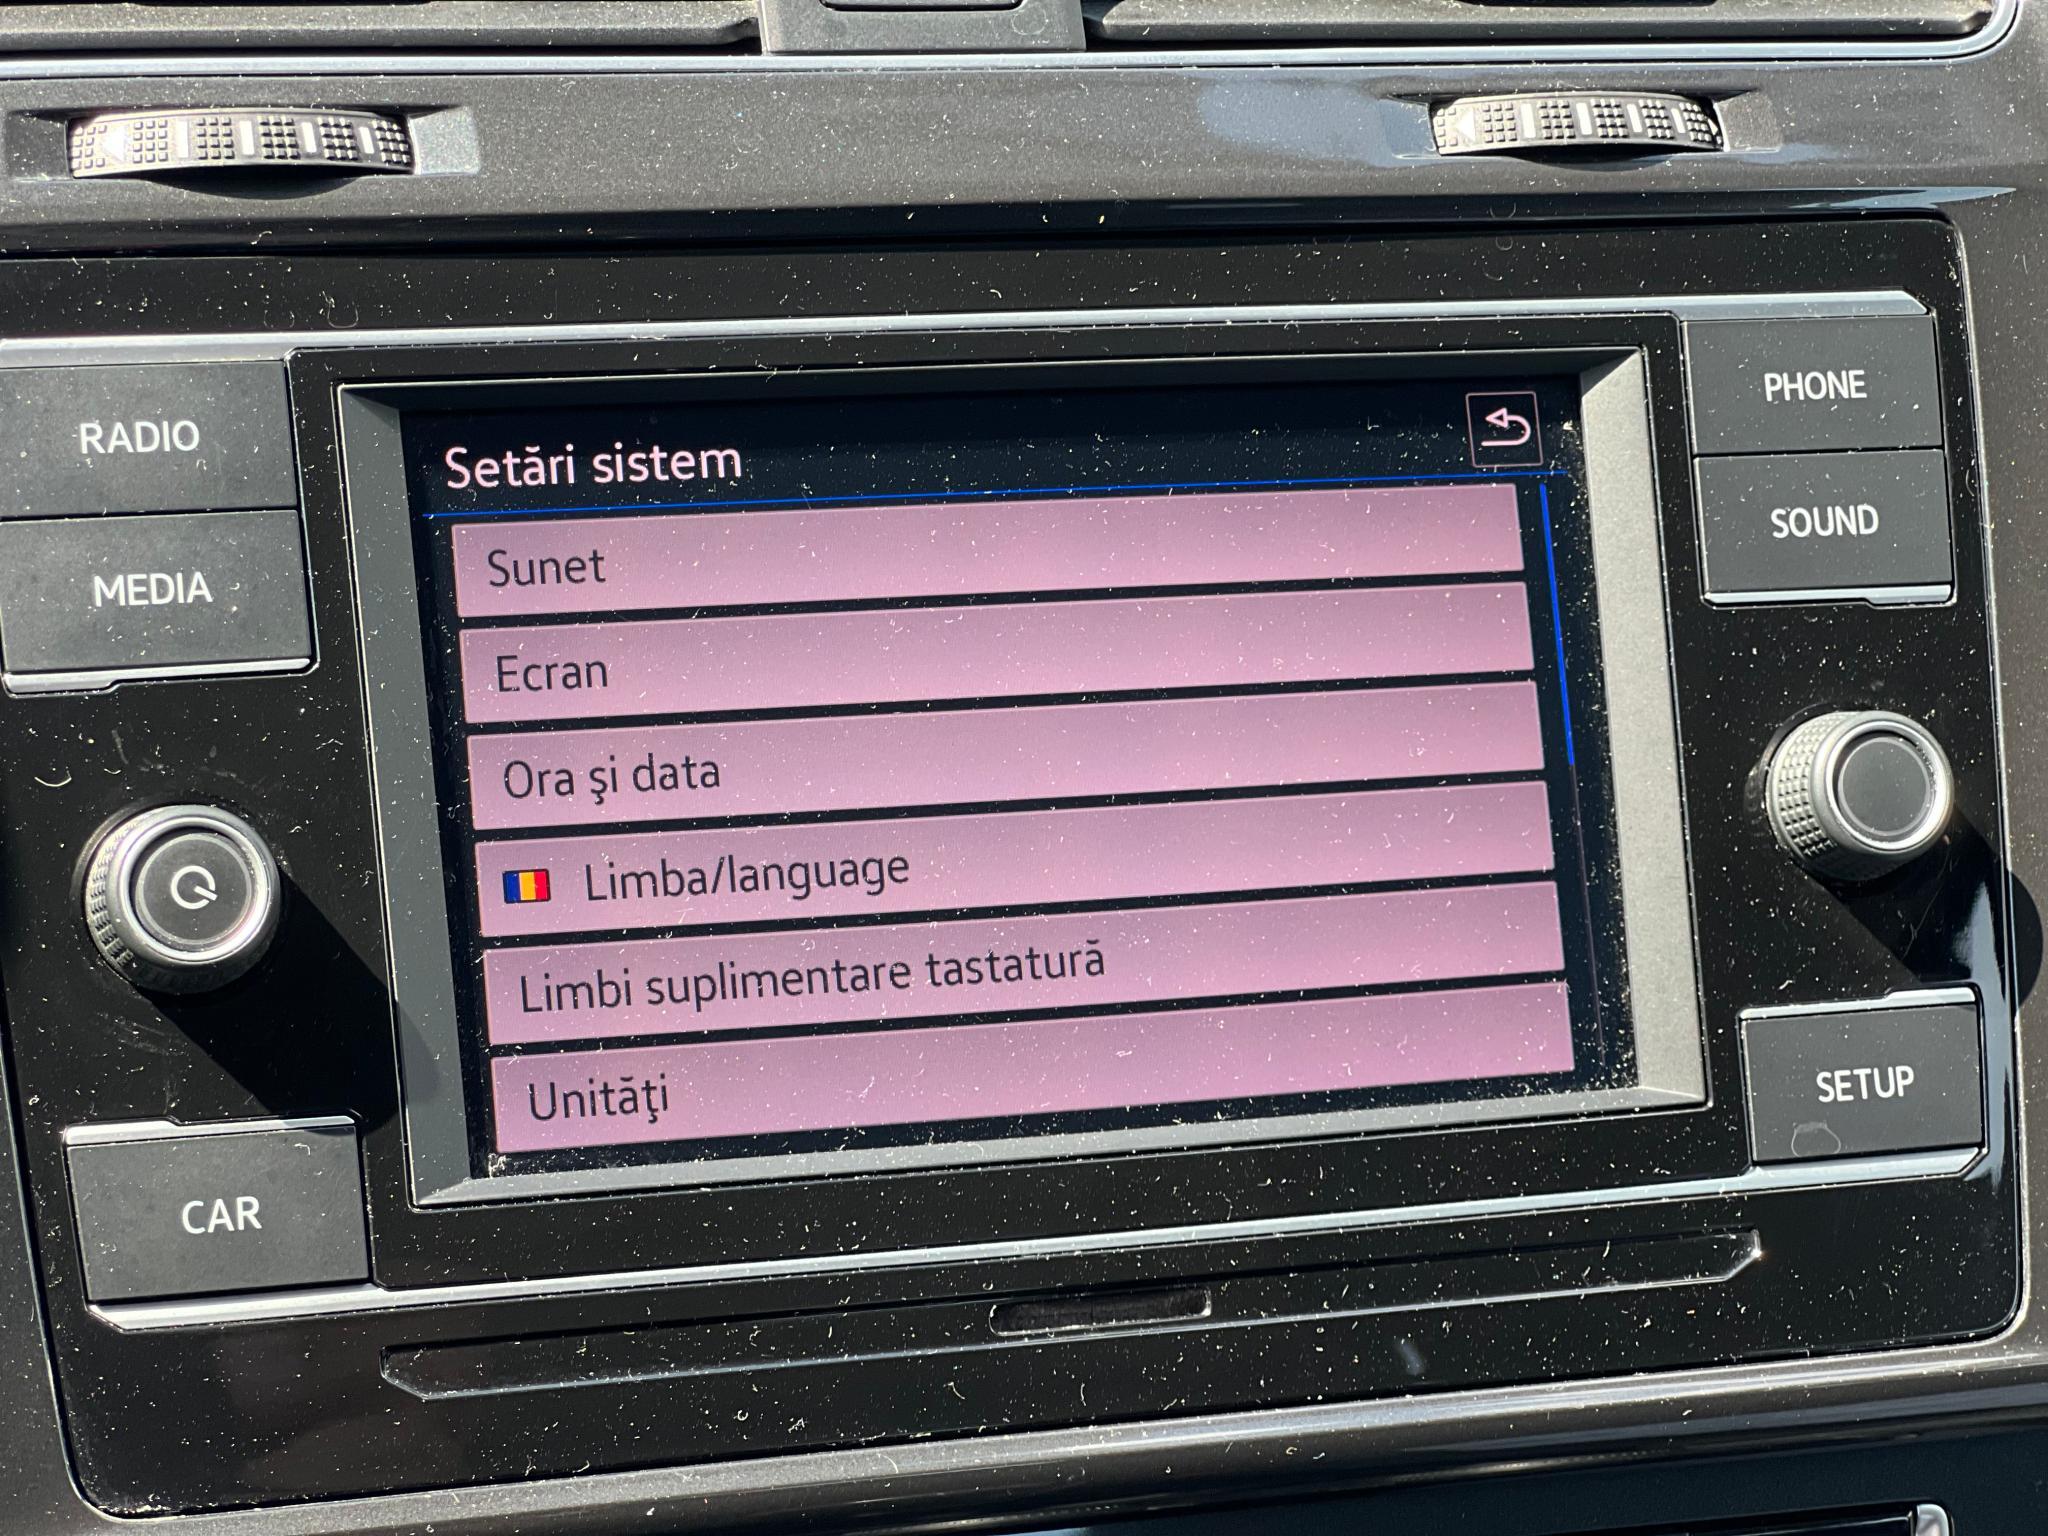 RADIO
MEDIA
CAR
Setări sistem
Sunet
Ecran
Ora şi data
Limba/language
Limbi suplimentare tastatură
Unităţi
PHONE
SOUND
SETUP